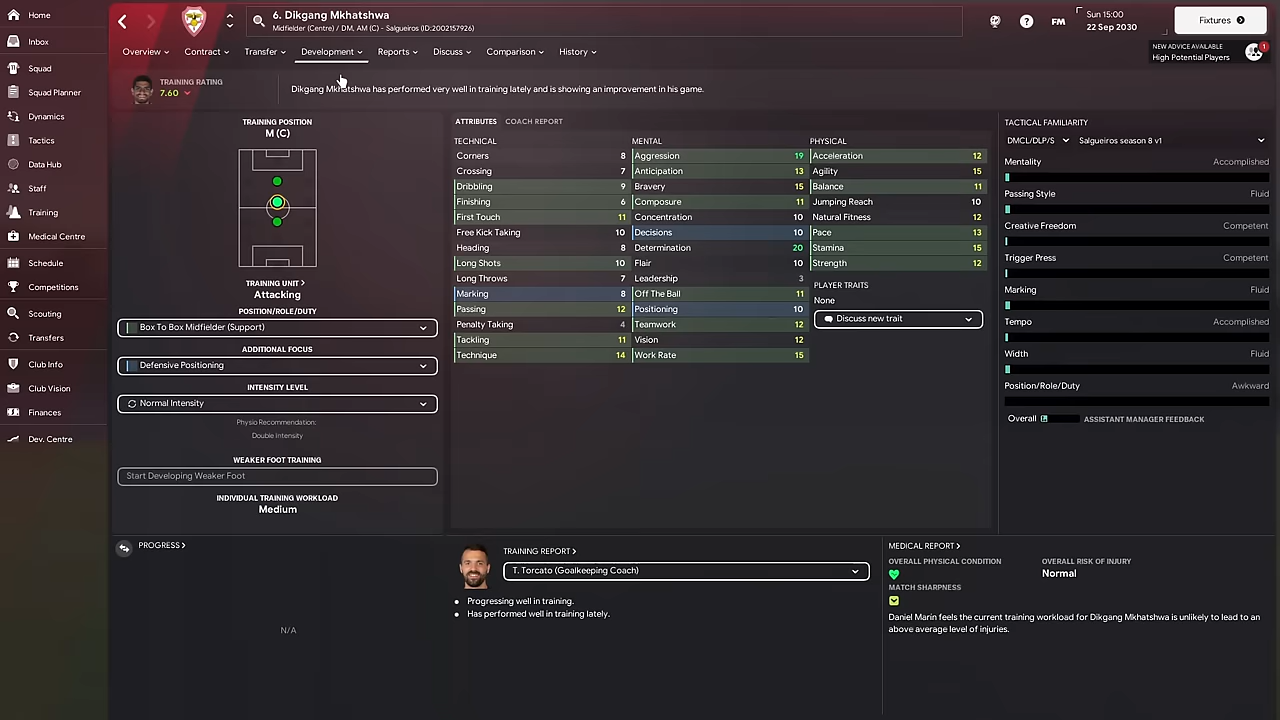 Home
Inbox
Squad
Squad Planner
Dynamics
Tactics
Data Hub
Staff
Training
Medical Centre
Schedule
Competitions
Scouting
Transfers
Club Info
Club Vision
Finances
Dev. Centre
6. Dikgang Mkhatshwa
Midfielder (Centre) / DM, AM (C) - Salgueiros (ID:2002157926)
? FM
Sun 15:00
22 Sep 2030
Fixtures
Overview Contract Transfer Development Reports Discuss Comparison History
NEW ADVICE AVAILABLE
High Potential Players
1
TRAINING RATING
7.60
Dikgang Mkhatshwa has performed very well in training lately and is showing an improvement in his game.
TRAINING POSITION
M (C)
TRAINING UNIT
Attacking
POSITION/ROLE/DUTY
Box To Box Midfielder (Support)
ADDITIONAL FOCUS
Defensive Positioning
INTENSITY LEVEL
Normal Intensity
Physio Recommendation:
Double Intensity
WEAKER FOOT TRAINING
Start Developing Weaker Foot
INDIVIDUAL TRAINING WORKLOAD
Medium
ATTRIBUTES COACH REPORT
TECHNICAL
Corners 8
Crossing 7
Dribbling 9
Finishing 6
First Touch 11
Free Kick Taking 10
Heading 8
Long Shots 10
Long Throws 7
Marking 8
Passing 12
Penalty Taking 4
Tackling 11
Technique 14
MENTAL
Aggression 19
Anticipation 13
Bravery 15
Composure 11
Concentration 10
Decisions 10
Determination 20
Flair 10
Leadership 3
Off The Ball 11
Positioning 10
Teamwork 12
Vision 12
Work Rate 15
PHYSICAL
Acceleration 12
Agility 15
Balance 11
Jumping Reach 10
Natural Fitness 12
Pace 13
Stamina 15
Strength 12
PLAYER TRAITS
None
Discuss new trait
TACTICAL FAMILIARITY
DMCL/DLP/S Salgueiros season 8 v1
Mentality Accomplished
Passing Style Fluid
Creative Freedom Competent
Trigger Press Competent
Marking Fluid
Tempo Accomplished
Width Fluid
Position/Role/Duty Awkward
Overall ASSISTANT MANAGER FEEDBACK
PROGRESS
N/A
TRAINING REPORT
T. Torcato (Goalkeeping Coach)
Progressing well in training.
Has performed well in training lately.
MEDICAL REPORT
OVERALL PHYSICAL CONDITION
OVERALL RISK OF INJURY
Normal
MATCH SHARPNESS
Daniel Marin feels the current training workload for Dikgang Mkhatshwa is unlikely to lead to an
above average level of injuries.